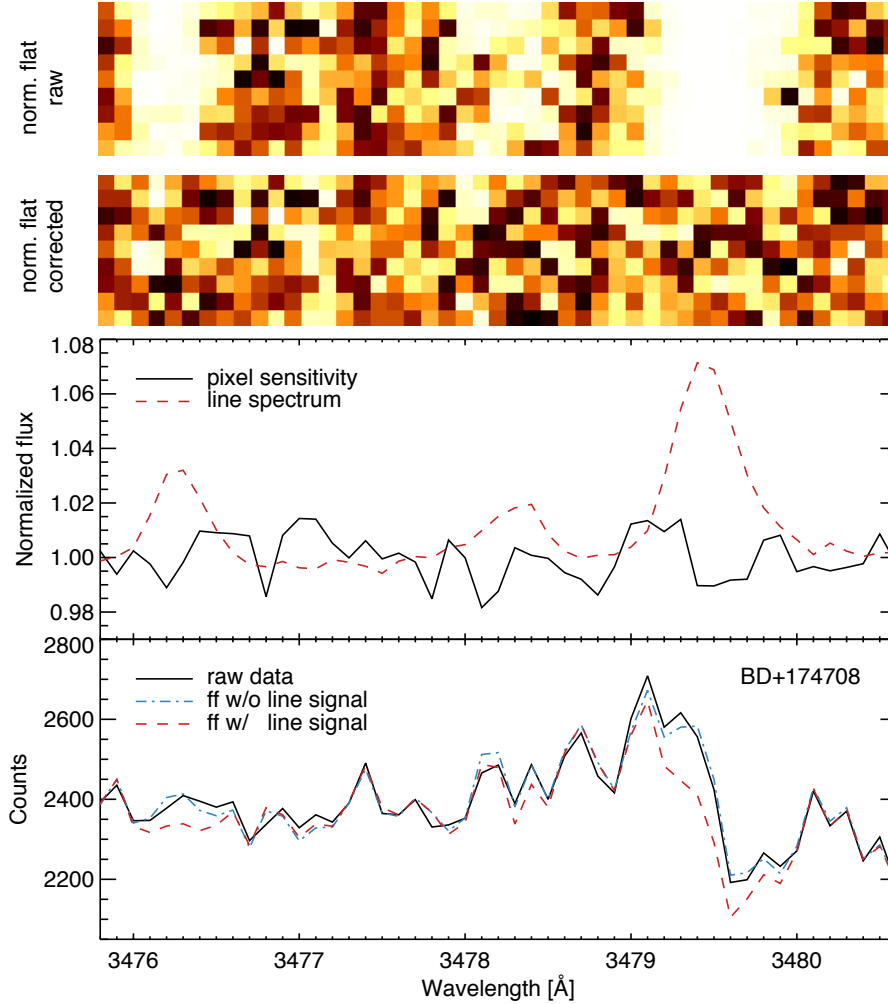 norm. flat
raw
norm. flat
corrected
1.08
1.06
1.04
1.02
1.00
0.98
Normalized flux
pixel sensitivity
line spectrum
2800
2600
2400
2200
Counts
raw data
ff w/o line signal
ff w/ line signal
BD+174708
3476
3477
3478
3479
3480
Wavelength [Å]